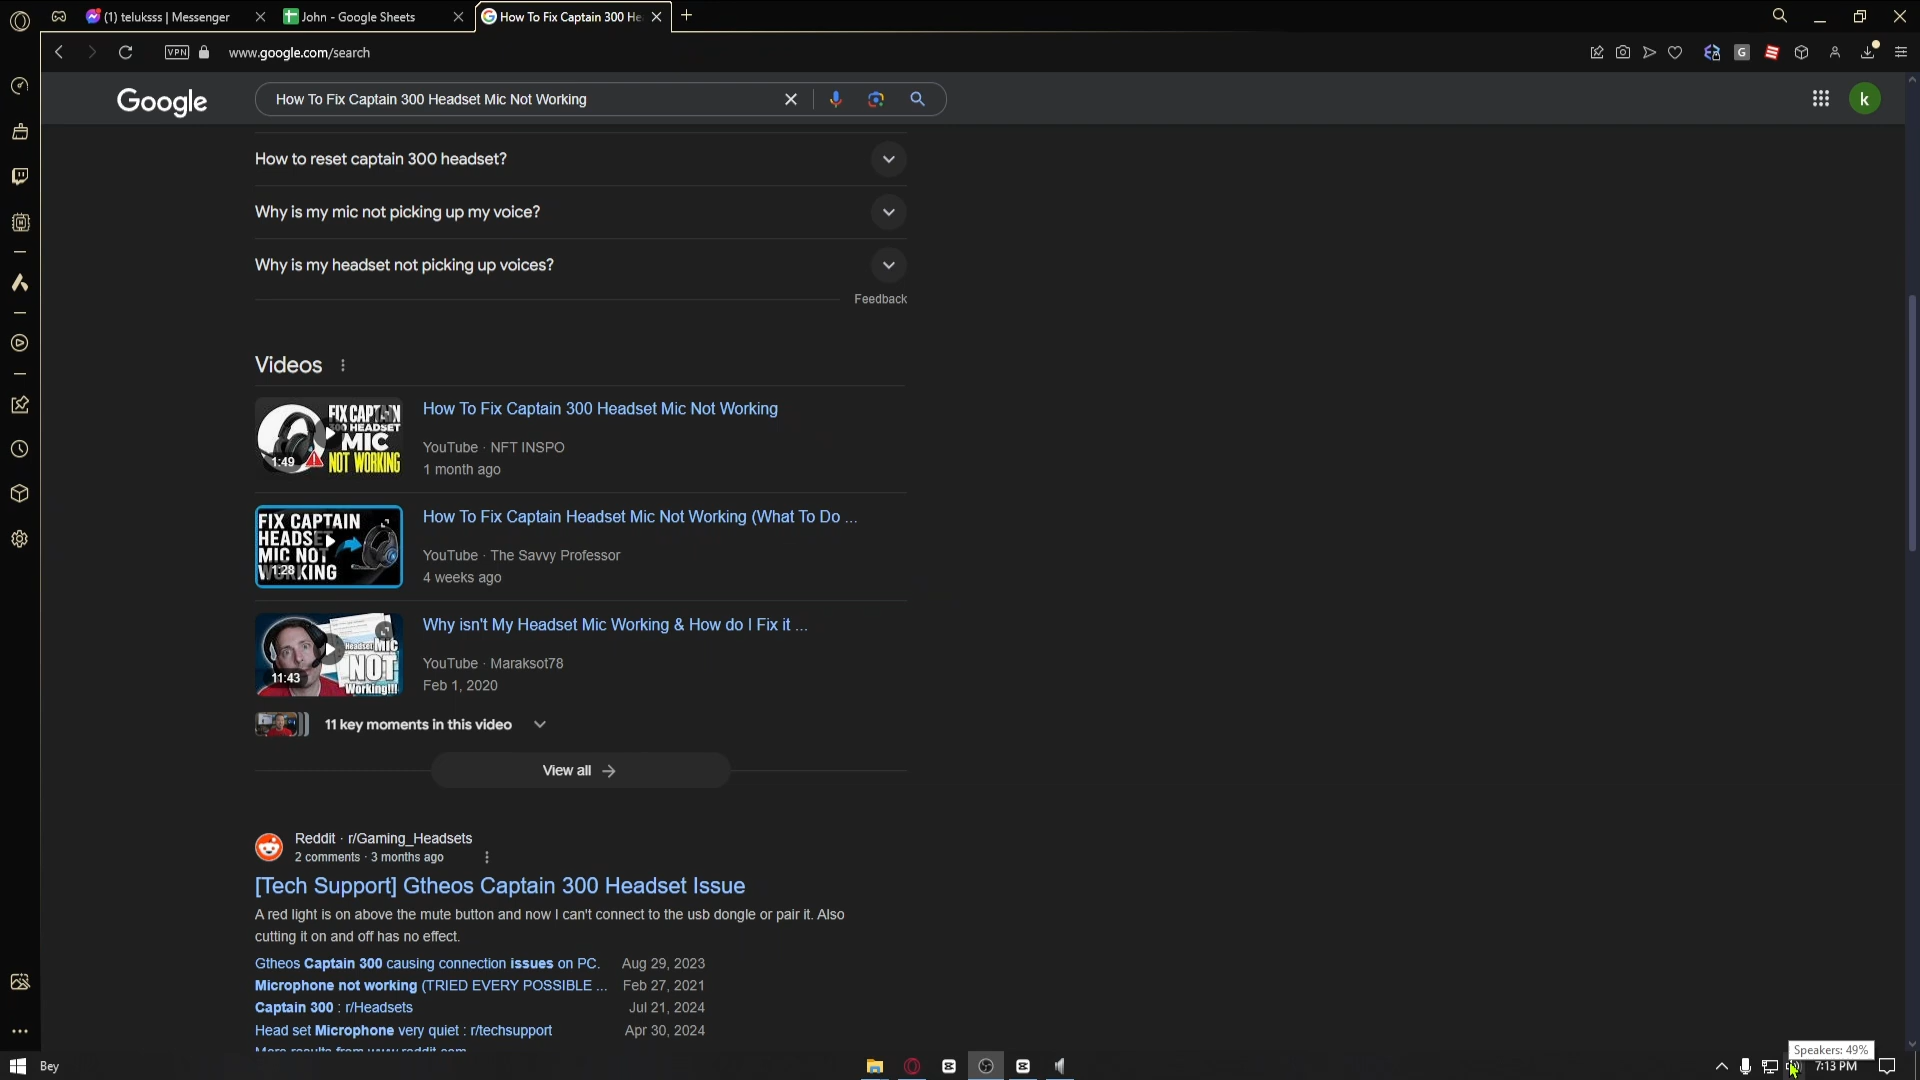 (1) teluksss | Messenger
John - Google Sheets
How To Fix Captain 300 He
VPN
www.google.com/search
G
Google
How To Fix Captain 300 Headset Mic Not Working
k
How to reset captain 300 headset?
Why is my mic not picking up my voice?
Why is my headset not picking up voices?
Feedback
Videos
FIX CAPTAIN
300 HEADSET
MIC
NOT WORKING
1:49
How To Fix Captain 300 Headset Mic Not Working
YouTube · NFT INSPO
1 month ago
FIX CAPTAIN
HEADSET
MIC NOT
WORKING
1:28
How To Fix Captain Headset Mic Not Working (What To Do ...
YouTube · The Savvy Professor
4 weeks ago
Headset MIC
NOT
Working!!!
11:43
Why isn't My Headset Mic Working & How do I Fix it ...
YouTube · Maraksot78
Feb 1, 2020
11 key moments in this video
View all
Reddit · r/Gaming_Headsets
2 comments · 3 months ago
[Tech Support] Gtheos Captain 300 Headset Issue
A red light is on above the mute button and now I can't connect to the usb dongle or pair it. Also
cutting it on and off has no effect.
Gtheos Captain 300 causing connection issues on PC. Aug 29, 2023
Microphone not working (TRIED EVERY POSSIBLE ... Feb 27, 2021
Captain 300 : r/Headsets Jul 21, 2024
Head set Microphone very quiet : r/techsupport Apr 30, 2024
More results from www.reddit.com
Speakers: 49%
Bey
7:13 PM